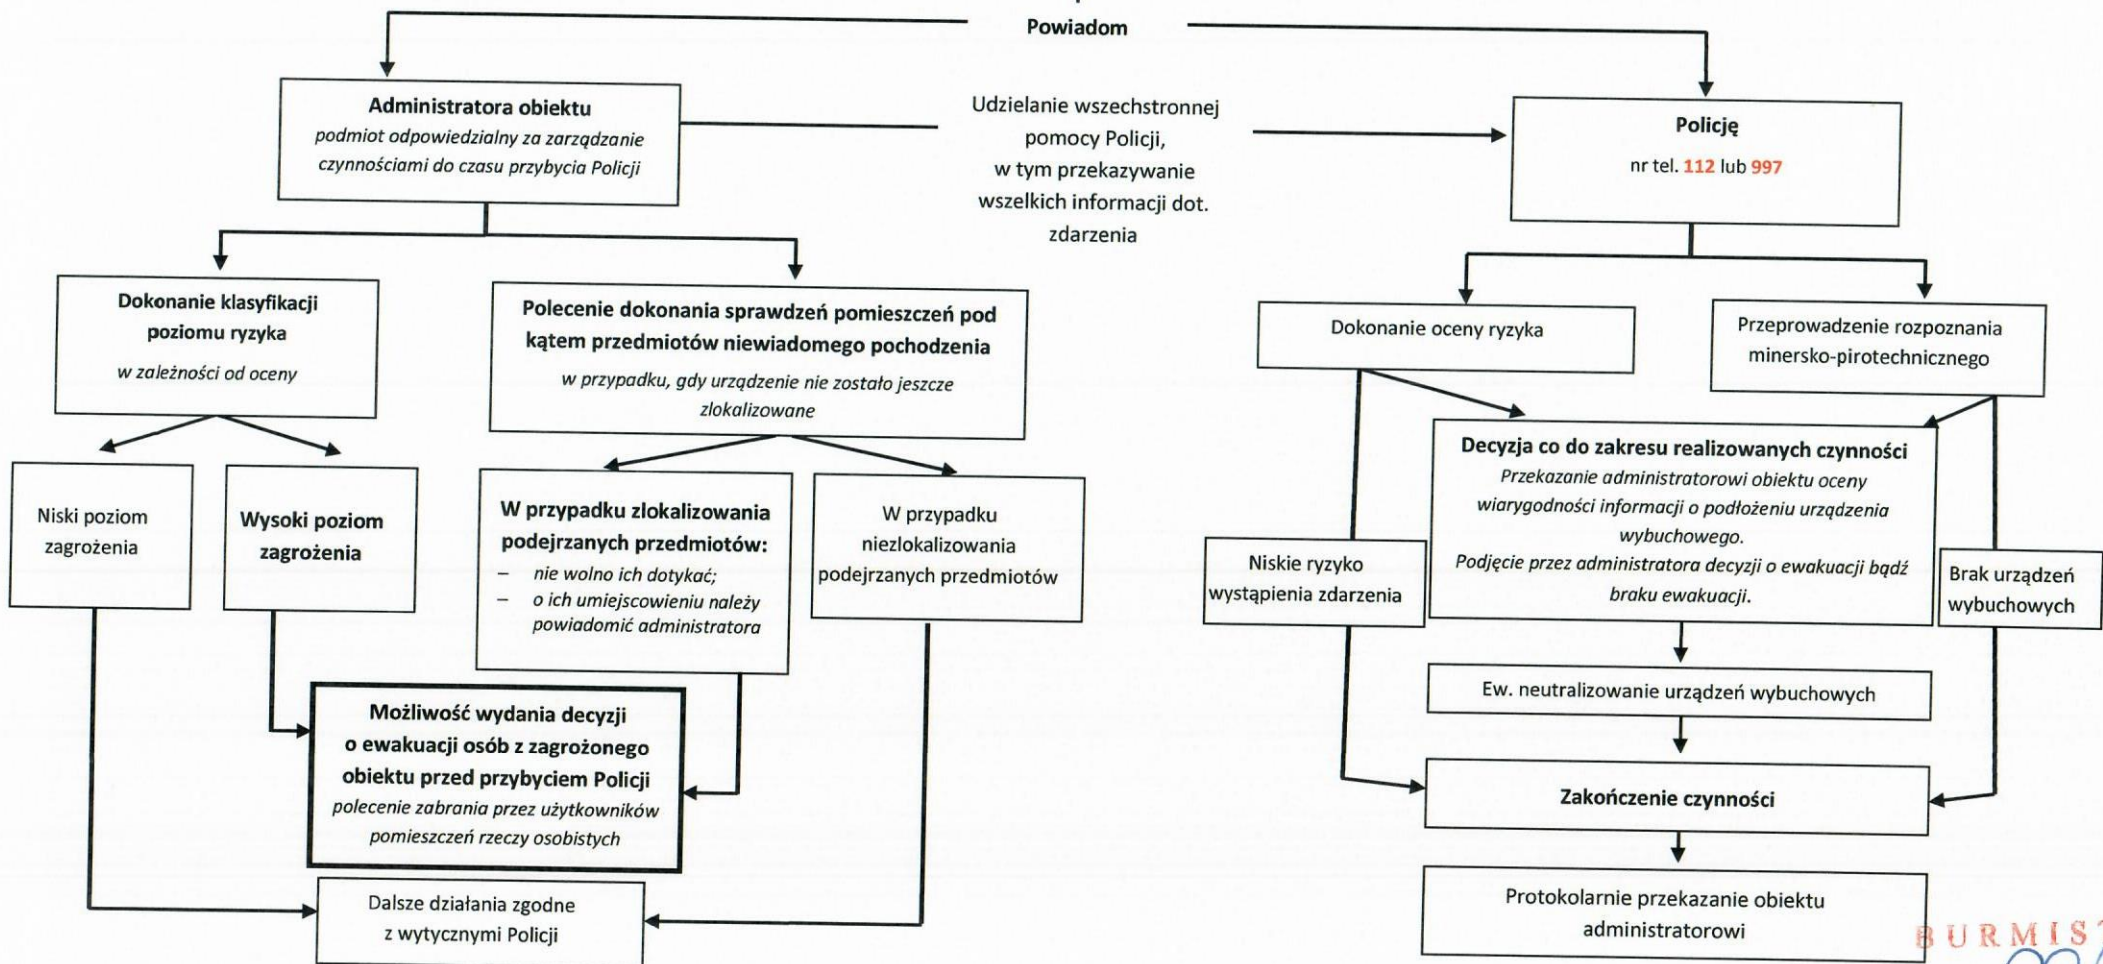 Powiadom
Administratora obiektu
podmiot odpowiedzialny za zarządzanie
czynnościami do czasu przybycia Policji
Udzielanie wszechstronnej
pomocy Policji,
w tym przekazywanie
wszelkich informacji dot.
zdarzenia
Policję
nr tel. 112 lub 997
Dokonanie klasyfikacji
poziomu ryzyka
w zależności od oceny
Polecenie dokonania sprawdzeń pomieszczeń pod
kątem przedmiotów niewiadomego pochodzenia
w przypadku, gdy urządzenie nie zostało jeszcze
zlokalizowane
Dokonanie oceny ryzyka
Przeprowadzenie rozpoznania
minersko-pirotechnicznego
Niski poziom
zagrożenia
Wysoki poziom
zagrożenia
W przypadku zlokalizowania
podejrzanych przedmiotów:
– nie wolno ich dotykać;
– o ich umiejscowieniu należy
powiadomić administratora
W przypadku
niezlokalizowania
podejrzanych przedmiotów
Decyzja co do zakresu realizowanych czynności
Przekazanie administratorowi obiektu oceny
wiarygodności informacji o podłożeniu urządzenia
wybuchowego.
Podjęcie przez administratora decyzji o ewakuacji bądź
braku ewakuacji.
Niskie ryzyko
wystąpienia zdarzenia
Brak urządzeń
wybuchowych
Możliwość wydania decyzji
o ewakuacji osób z zagrożonego
obiektu przed przybyciem Policji
polecenie zabrania przez użytkowników
pomieszczeń rzeczy osobistych
Ew. neutralizowanie urządzeń wybuchowych
Zakończenie czynności
Dalsze działania zgodne
z wytycznymi Policji
Protokolarnie przekazanie obiektu
administratorowi
BURMIS